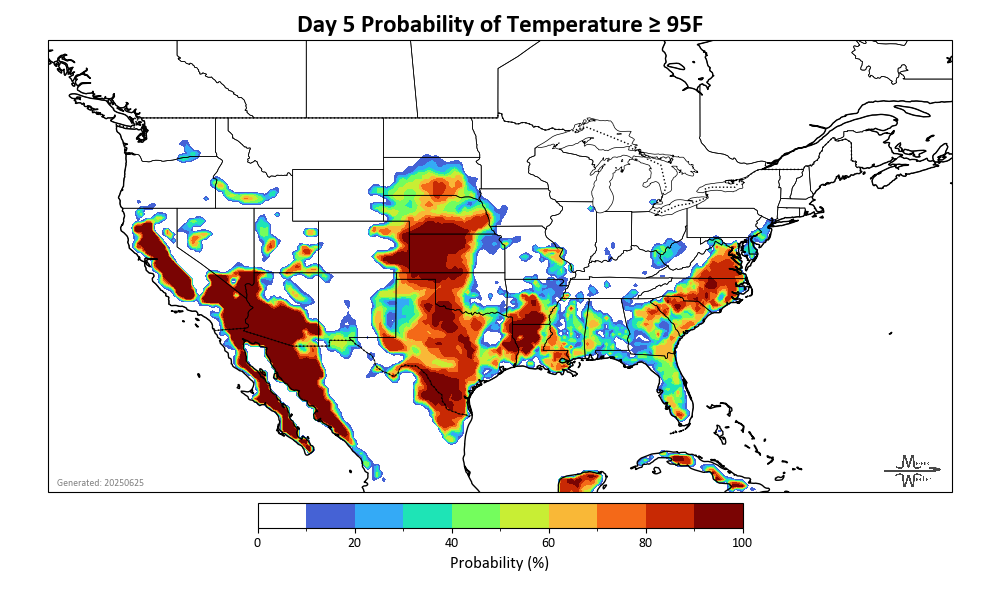 Day 5 Probability of Temperature ≥ 95F
Generated: 20250625
0 20 40 60 80 100
Probability (%)